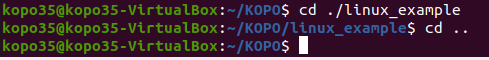 kopo35@kopo35-VirtualBox:~/KOPO$ cd ./linux_example
kopo35@kopo35-VirtualBox:~/KOPO/linux_example$ cd ..
kopo35@kopo35-VirtualBox:~/KOPO$